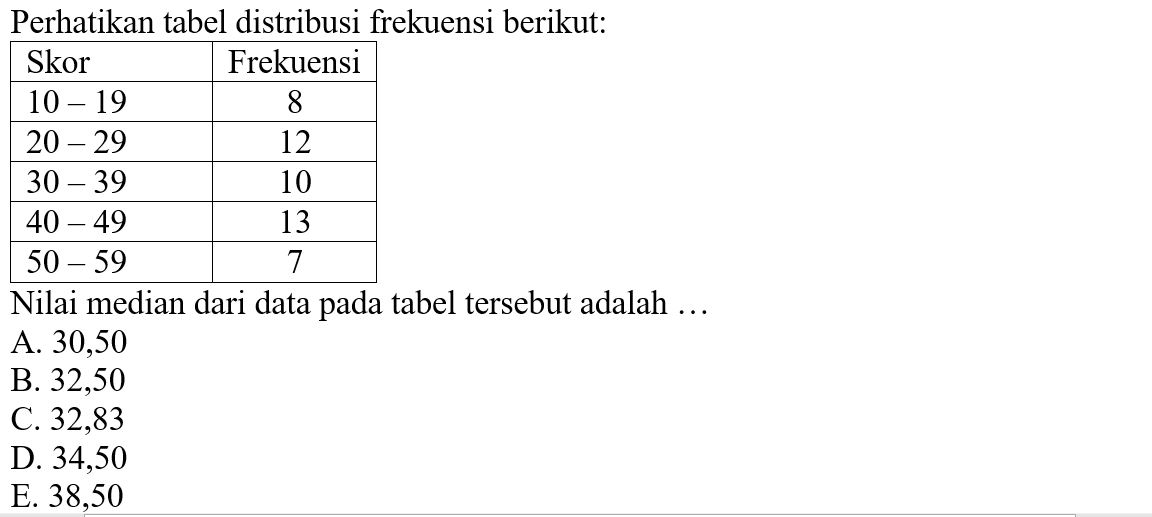 Perhatikan tabel distribusi frekuensi berikut:
Skor Frekuensi
10 – 19 8
20 – 29 12
30 – 39 10
40 – 49 13
50 – 59 7
Nilai median dari data pada tabel tersebut adalah …
A. 30,50
B. 32,50
C. 32,83
D. 34,50
E. 38,50